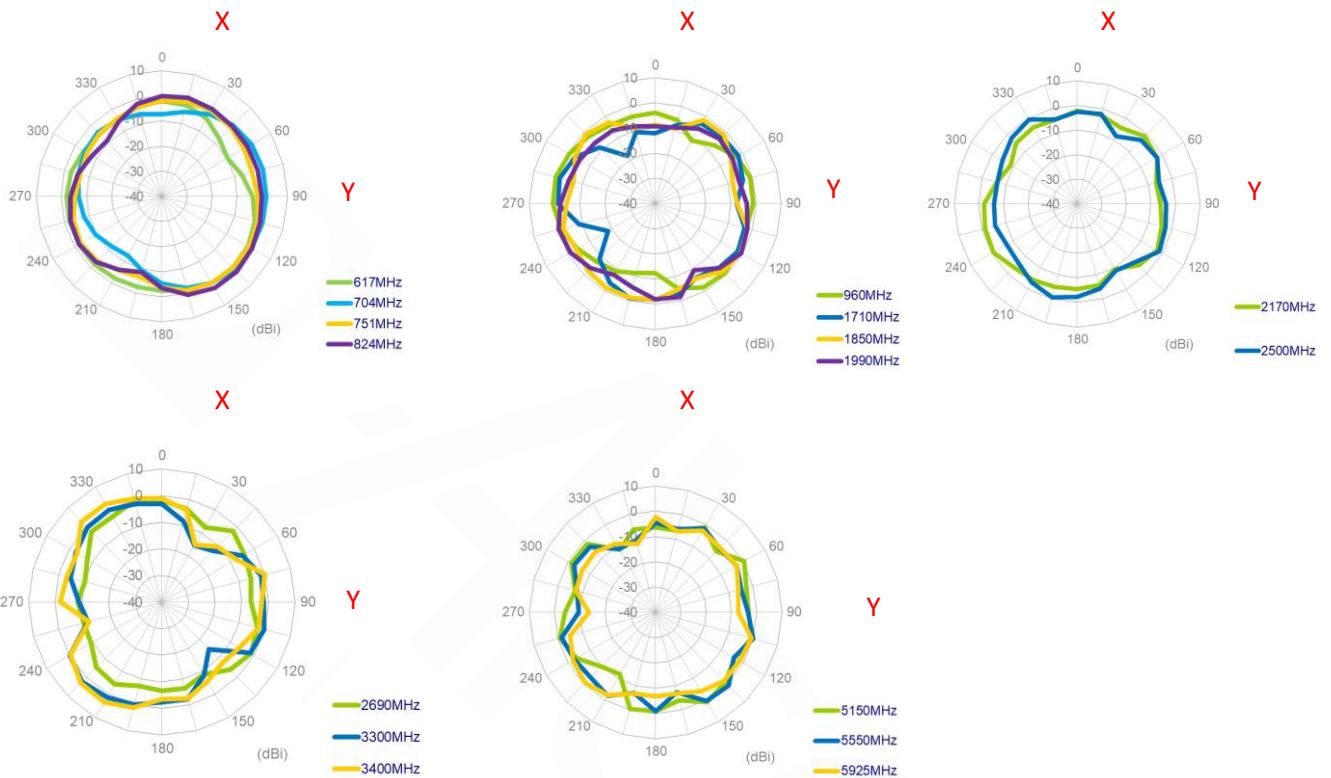 X
0
330
30
300
60
270
90
240
120
210
150
180
10
0
-10
-20
-30
-40
(dBi)
Y
617MHz
704MHz
751MHz
824MHz
X
0
330
30
300
60
270
90
240
120
210
150
180
10
0
-10
-20
-30
-40
(dBi)
Y
960MHz
1710MHz
1850MHz
1990MHz
X
0
330
30
300
60
270
90
240
120
210
150
180
10
0
-10
-20
-30
-40
(dBi)
Y
2170MHz
2500MHz
X
0
330
30
300
60
270
90
240
120
210
150
180
10
0
-10
-20
-30
-40
(dBi)
Y
2690MHz
3300MHz
3400MHz
X
0
330
30
300
60
270
90
240
120
210
150
180
10
0
-10
-20
-30
-40
(dBi)
Y
5150MHz
5550MHz
5925MHz